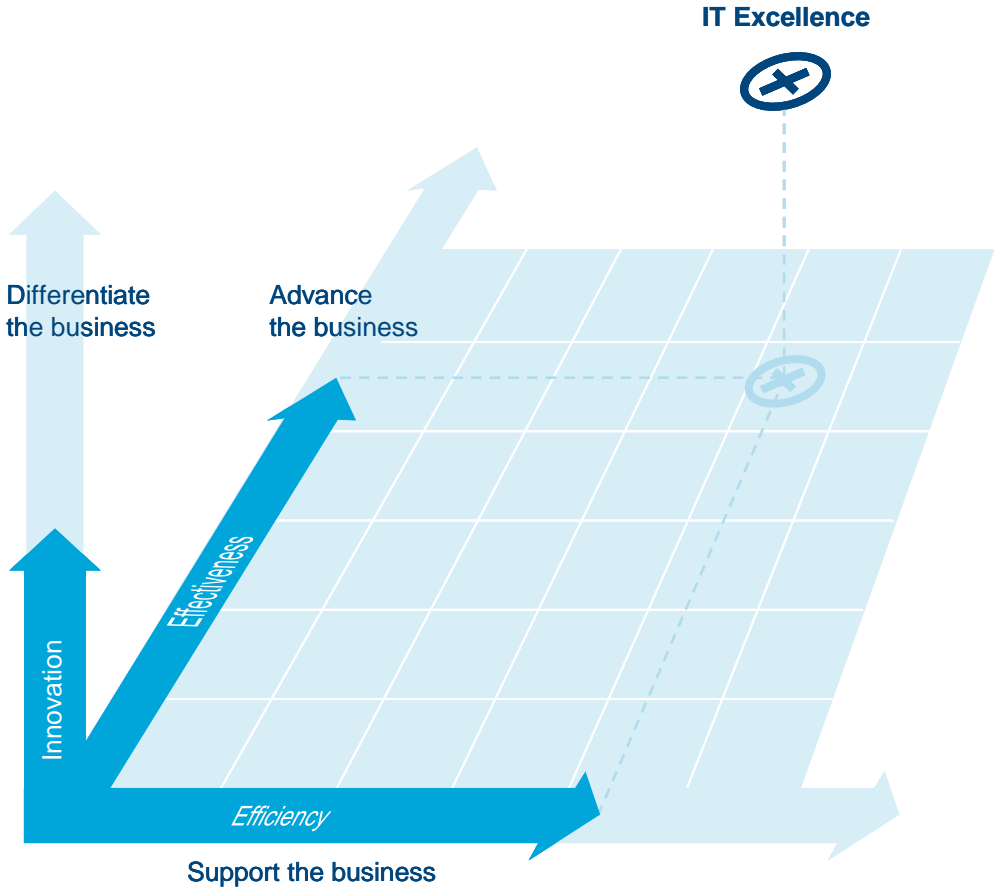 IT Excellence
Differentiate
the business
Advance
the business
Effectiveness
Innovation
Efficiency
Support the business